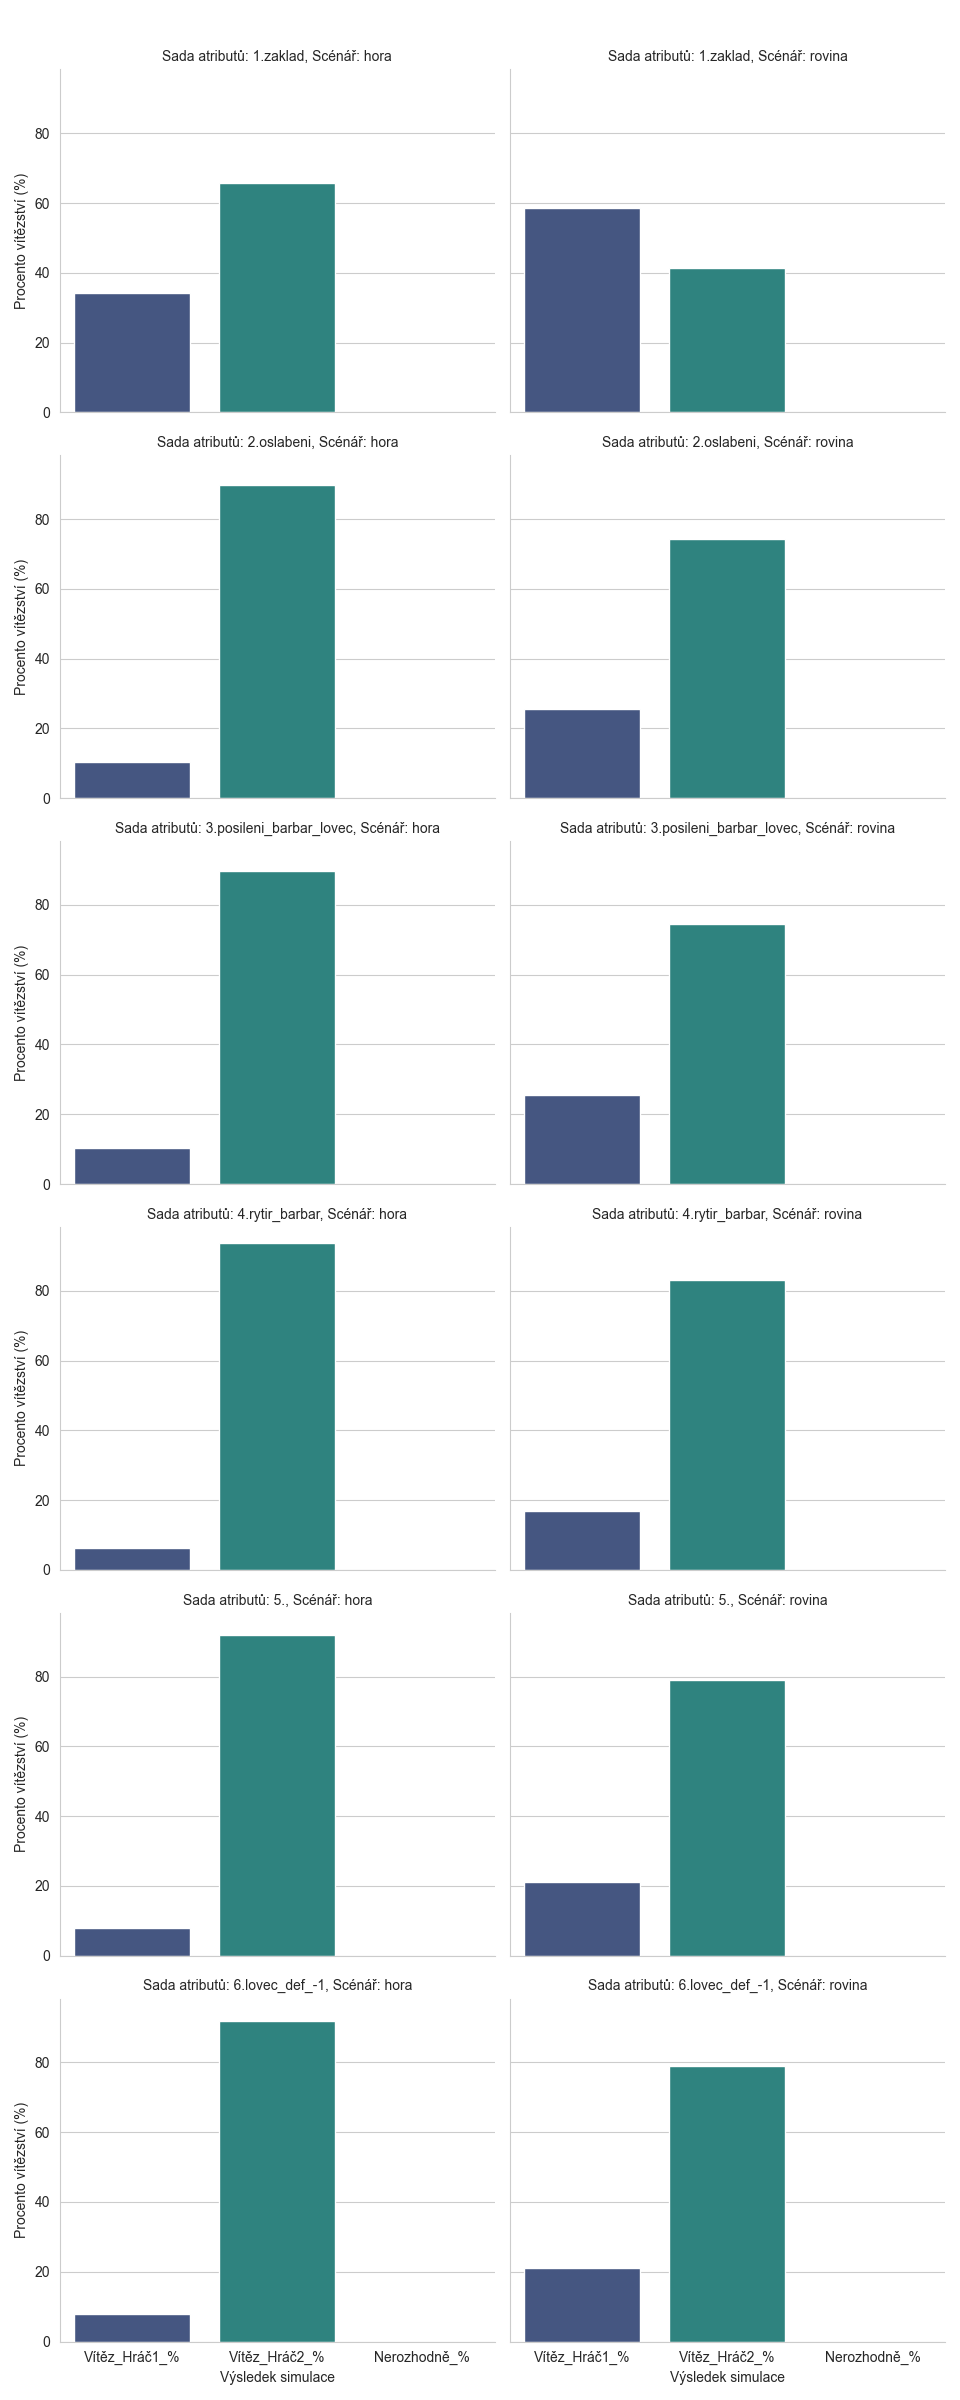 Sada atributů: 1.zaklad, Scénář: hora
Procento vítězství (%)
80
60
40
20
0
Sada atributů: 1.zaklad, Scénář: rovina
Sada atributů: 2.oslabeni, Scénář: hora
Procento vítězství (%)
80
60
40
20
0
Sada atributů: 2.oslabeni, Scénář: rovina
Sada atributů: 3.posileni_barbar_lovec, Scénář: hora
Procento vítězství (%)
80
60
40
20
0
Sada atributů: 3.posileni_barbar_lovec, Scénář: rovina
Sada atributů: 4.rytir_barbar, Scénář: hora
Procento vítězství (%)
80
60
40
20
0
Sada atributů: 4.rytir_barbar, Scénář: rovina
Sada atributů: 5., Scénář: hora
Procento vítězství (%)
80
60
40
20
0
Sada atributů: 5., Scénář: rovina
Sada atributů: 6.lovec_def_-1, Scénář: hora
Procento vítězství (%)
80
60
40
20
0
Vítěz_Hráč1_% Vítěz_Hráč2_% Nerozhodně_%
Výsledek simulace
Sada atributů: 6.lovec_def_-1, Scénář: rovina
Vítěz_Hráč1_% Vítěz_Hráč2_% Nerozhodně_%
Výsledek simulace